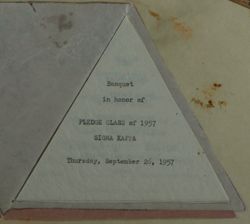 Banquet
in honor of
PLEDGE CLASS of 1957
SIGMA KAPPA
Thursday, September 26, 1957